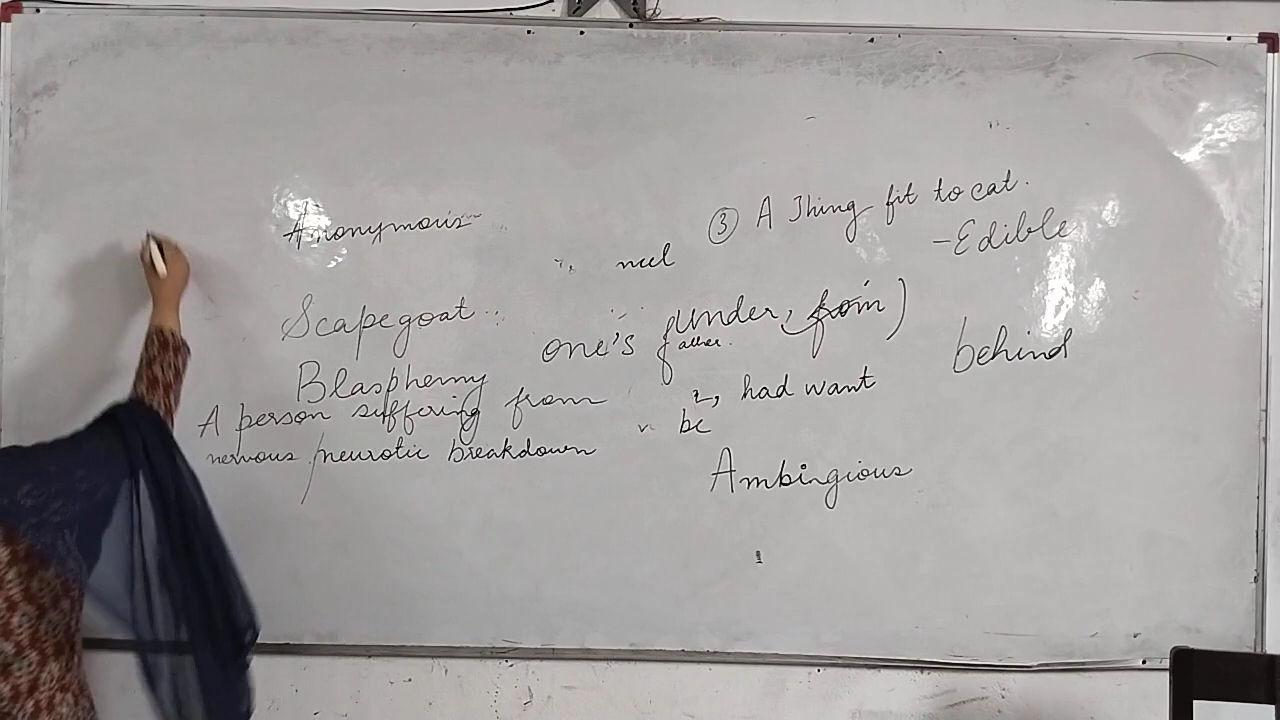 Anonymous
③ A Thing fit to eat.
- Edible
Scapegoat
one's father.
under, from)
behind
Blasphemy
had want
be
A person suffering from
nervous/neurotic breakdown
Ambingious